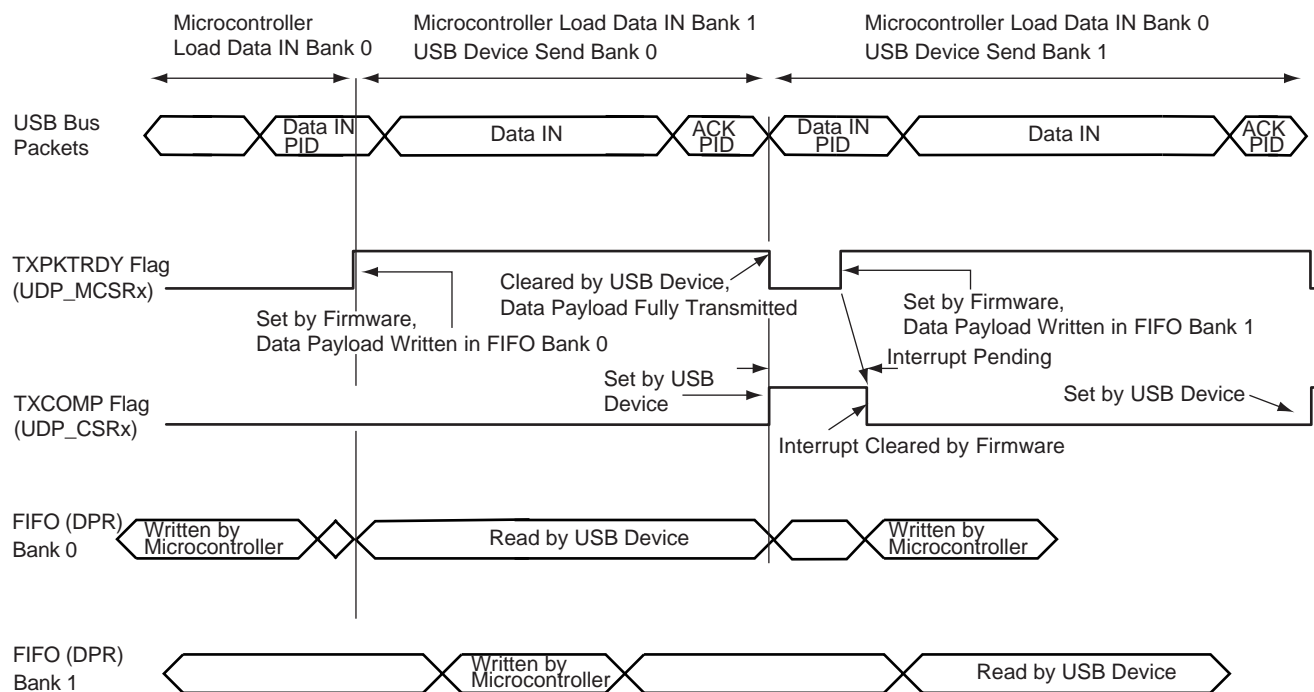 Microcontroller
Load Data IN Bank 0
Microcontroller Load Data IN Bank 1
USB Device Send Bank 0
Microcontroller Load Data IN Bank 0
USB Device Send Bank 1
USB Bus
Packets
Data IN
PID
Data IN
ACK
PID
Data IN
PID
Data IN
ACK
PID
TXPKTRDY Flag
(UDP_MCSRx)
Set by Firmware,
Data Payload Written in FIFO Bank 0
Cleared by USB Device,
Data Payload Fully Transmitted
Set by Firmware,
Data Payload Written in FIFO Bank 1
Interrupt Pending
TXCOMP Flag
(UDP_CSRx)
Set by USB
Device
Set by USB Device
Interrupt Cleared by Firmware
FIFO (DPR)
Bank 0
Written by
Microcontroller
Read by USB Device
Written by
Microcontroller
FIFO (DPR)
Bank 1
Written by
Microcontroller
Read by USB Device